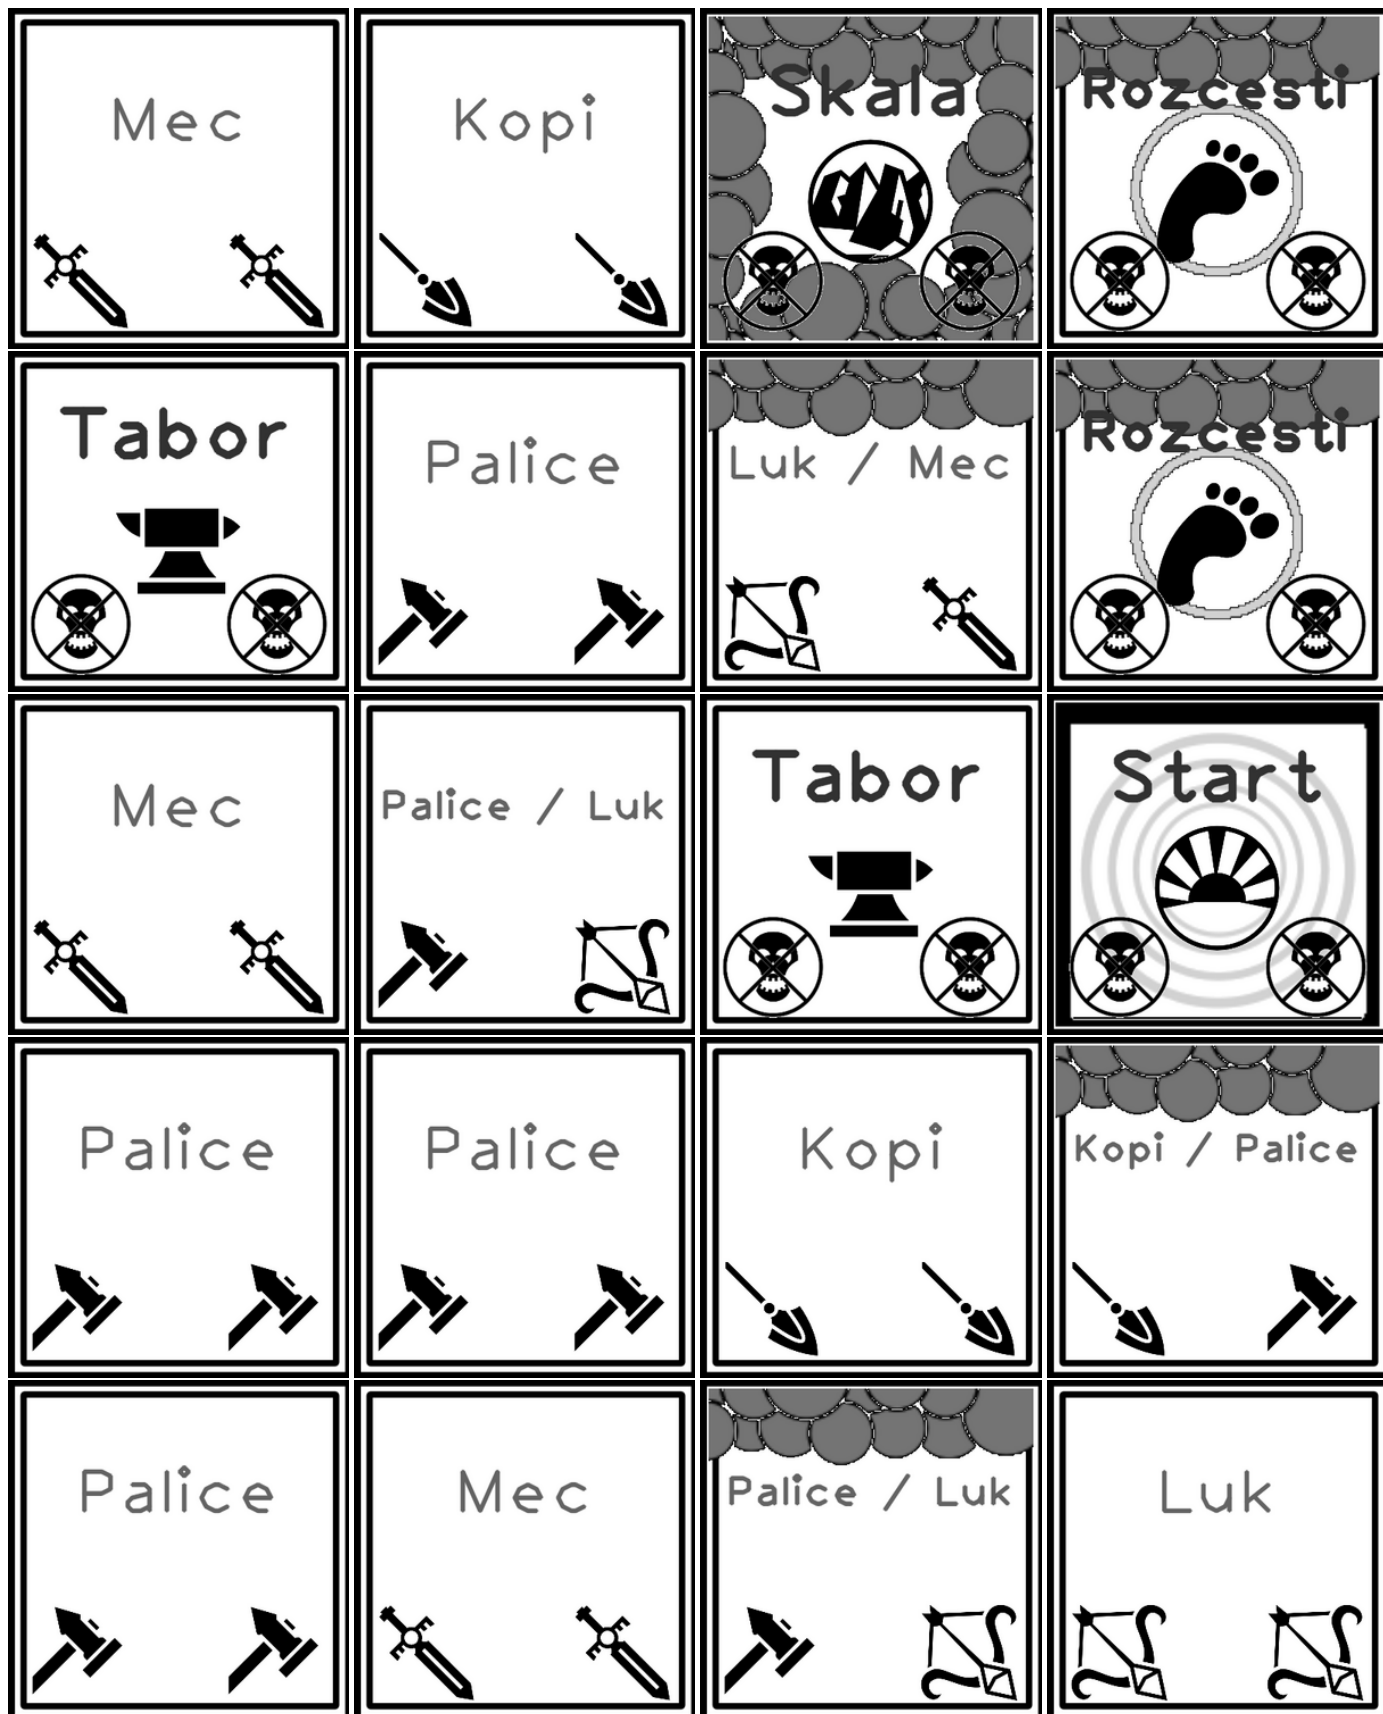 Mec
Kopi
Skala
Rozcesti
Tabor
Palice
Luk / Mec
Rozcesti
Mec
Palice / Luk
Tabor
Start
Palice
Palice
Kopi
Kopi / Palice
Palice
Mec
Palice / Luk
Luk